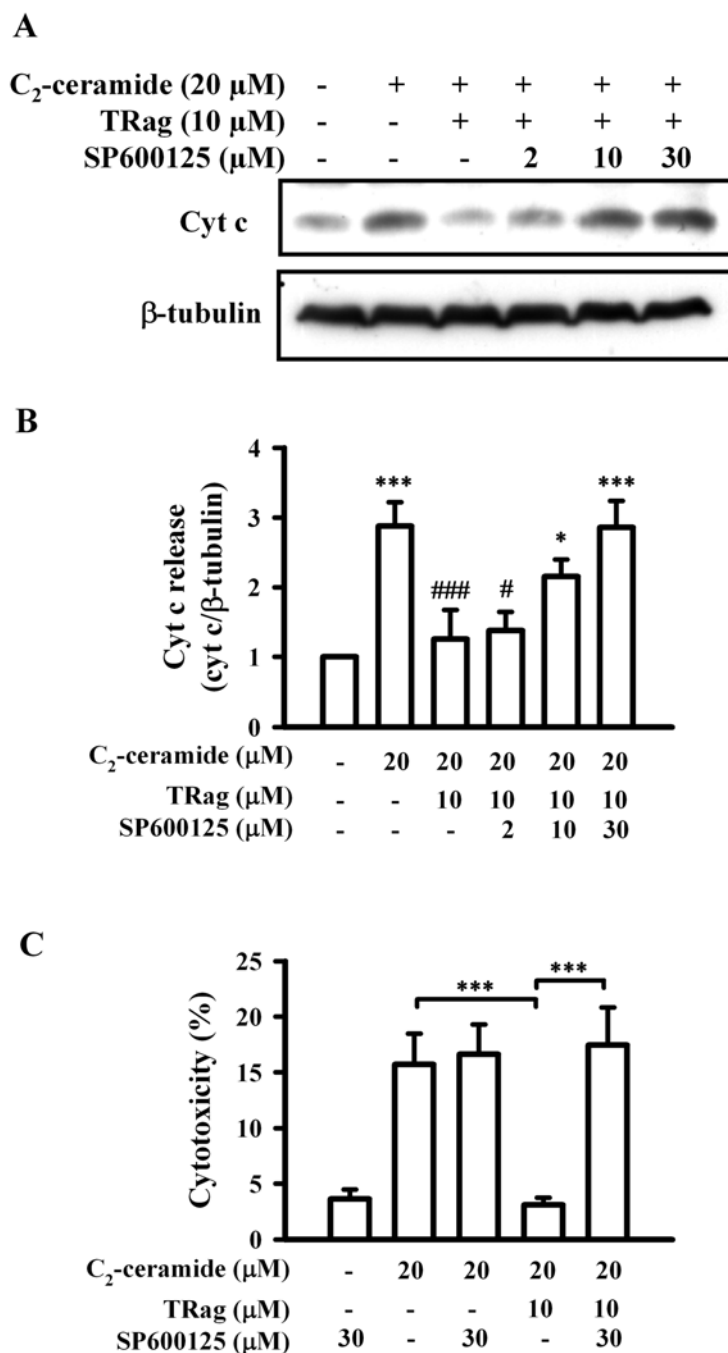 A
C₂-ceramide (20 µM) - + + + + +
TRag (10 µM) - - + + + +
SP600125 (µM) - - - 2 10 30
Cyt c
β-tubulin
B
Cyt c release
(cyt c/β-tubulin)
4
3
2
1
0
*** ### # * ***
C₂-ceramide (µM) - 20 20 20 20 20
TRag (µM) - - 10 10 10 10
SP600125 (µM) - - - 2 10 30
C
Cytotoxicity (%)
25
20
15
10
5
0
*** ***
C₂-ceramide (µM) - 20 20 20 20
TRag (µM) - - - 10 10
SP600125 (µM) 30 - 30 - 30